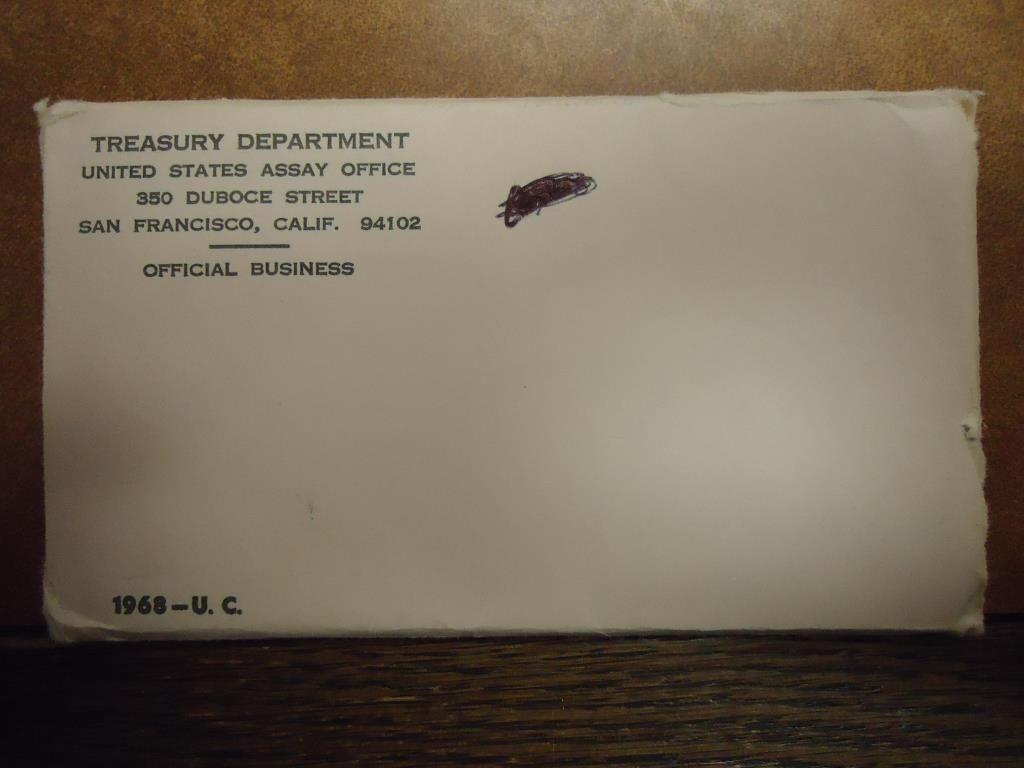 TREASURY DEPARTMENT
UNITED STATES ASSAY OFFICE
350 DUBOCE STREET
SAN FRANCISCO, CALIF. 94102
OFFICIAL BUSINESS
1968-U. C.